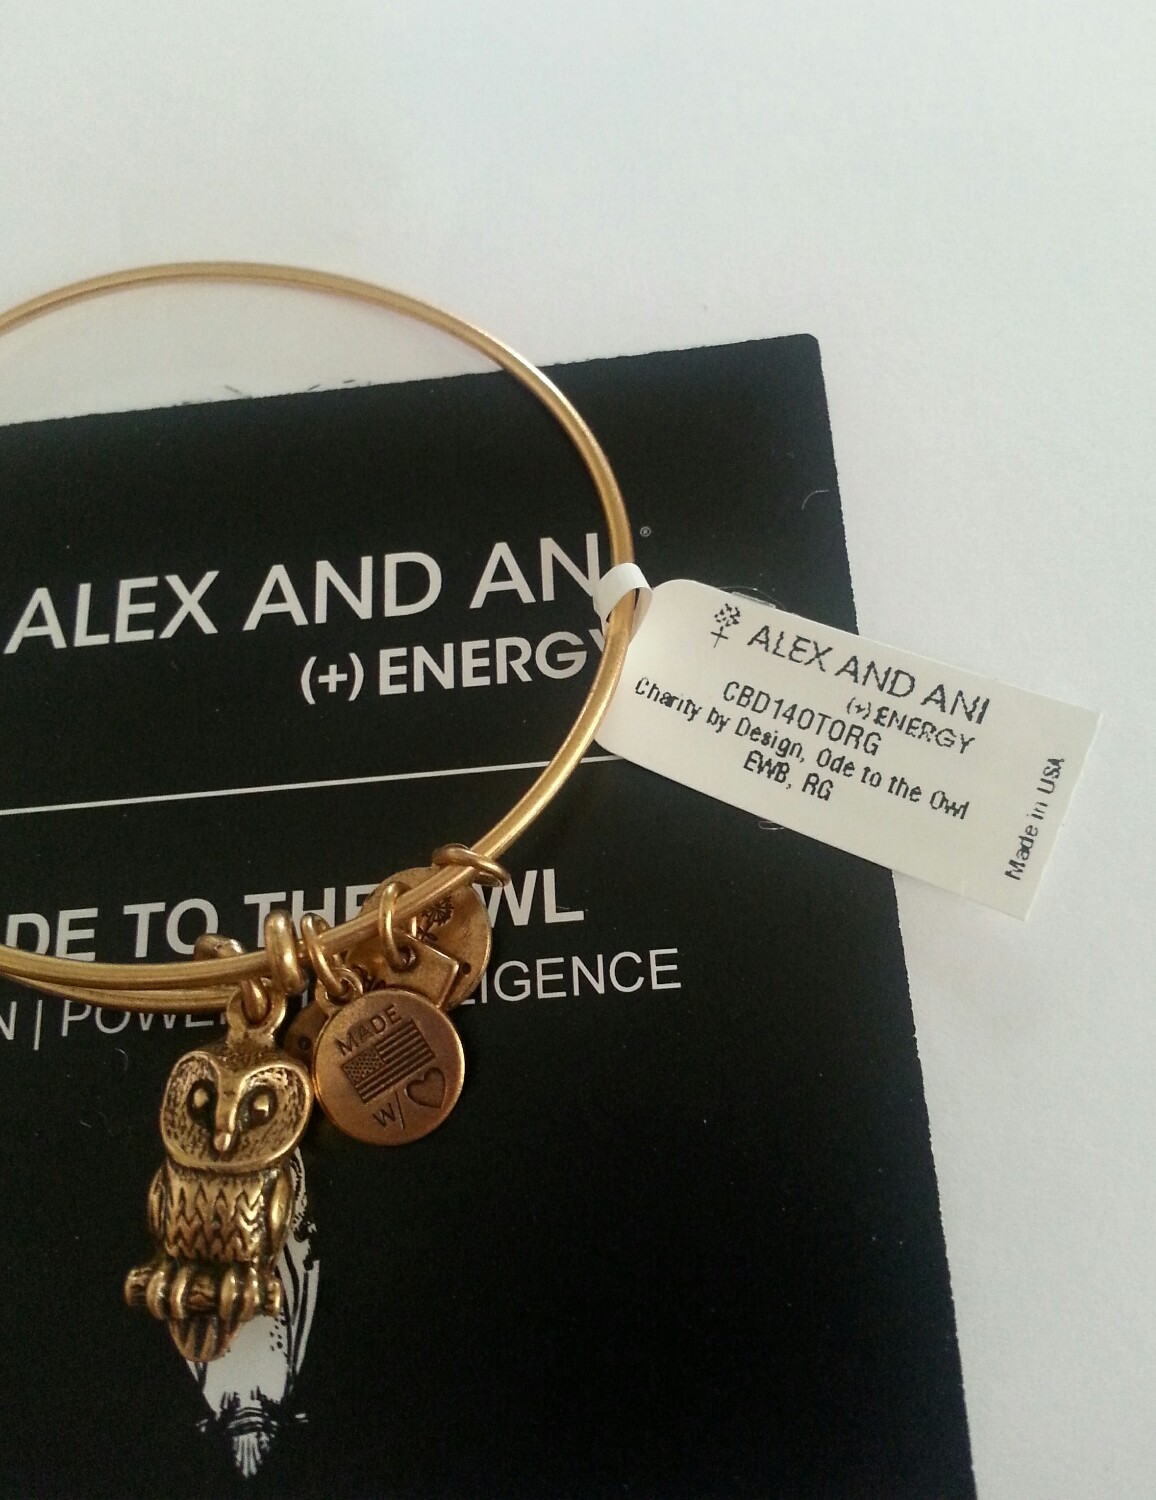 ALEX AND AN
(+) ENERGY
DE TO THE WL
N | POWE LIGENCE
ALEX AND ANI
(+) ENERGY
CBD14OTORG
Charity by Design, Ode to the Owl
EWB, RG
Made in USA
MADE
W/